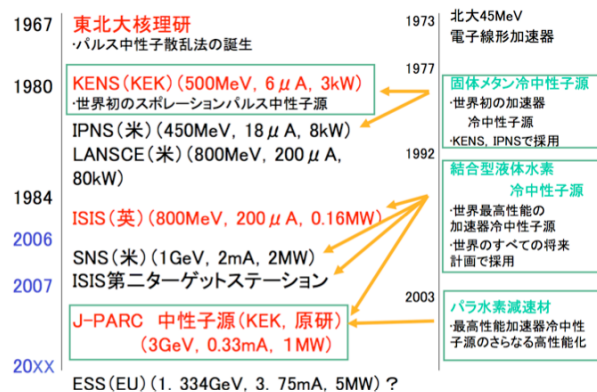 1967
東北大核理研
・パルス中性子散乱法の誕生
1980
KENS(KEK)(500MeV, 6μA, 3kW)
・世界初のスポレーションパルス中性子源
IPNS(米)(450MeV, 18μA, 8kW)
LANSCE(米)(800MeV, 200μA,
80kW)
1984
ISIS(英)(800MeV, 200μA, 0.16MW)
2006
SNS(米)(1GeV, 2mA, 2MW)
2007
ISIS第二ターゲットステーション
J-PARC 中性子源(KEK, 原研)
(3GeV, 0.33mA, 1MW)
20XX
ESS(EU)(1. 334GeV, 3. 75mA, 5MW)?
1973
北大45MeV
電子線形加速器
1977
固体メタン冷中性子源
・世界初の加速器
冷中性子源
・KENS, IPNSで採用
1992
結合型液体水素
冷中性子源
・世界最高性能の
加速器冷中性子源
・世界のすべての将来
計画で採用
2003
パラ水素減速材
・最高性能加速器冷中性
子源のさらなる高性能化